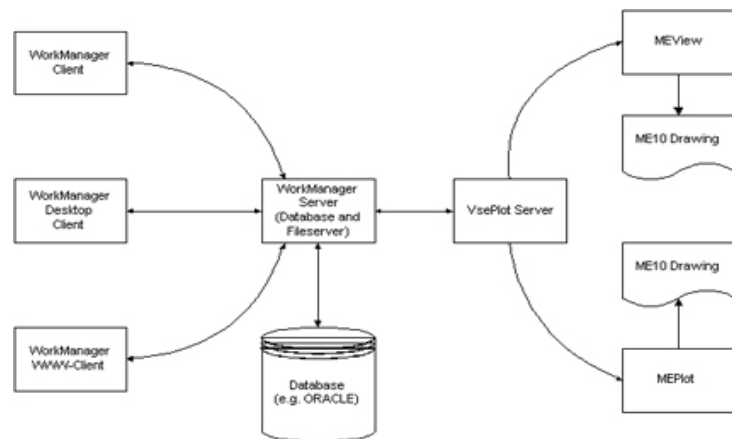 WorkManager
Client
WorkManager
Desktop
Client
WorkManager
WWW-Client
WorkManager
Server
(Database and
Fileserver)
Database
(e.g. ORACLE)
VsePlot Server
MEView
ME10 Drawing
ME10 Drawing
MEPlot